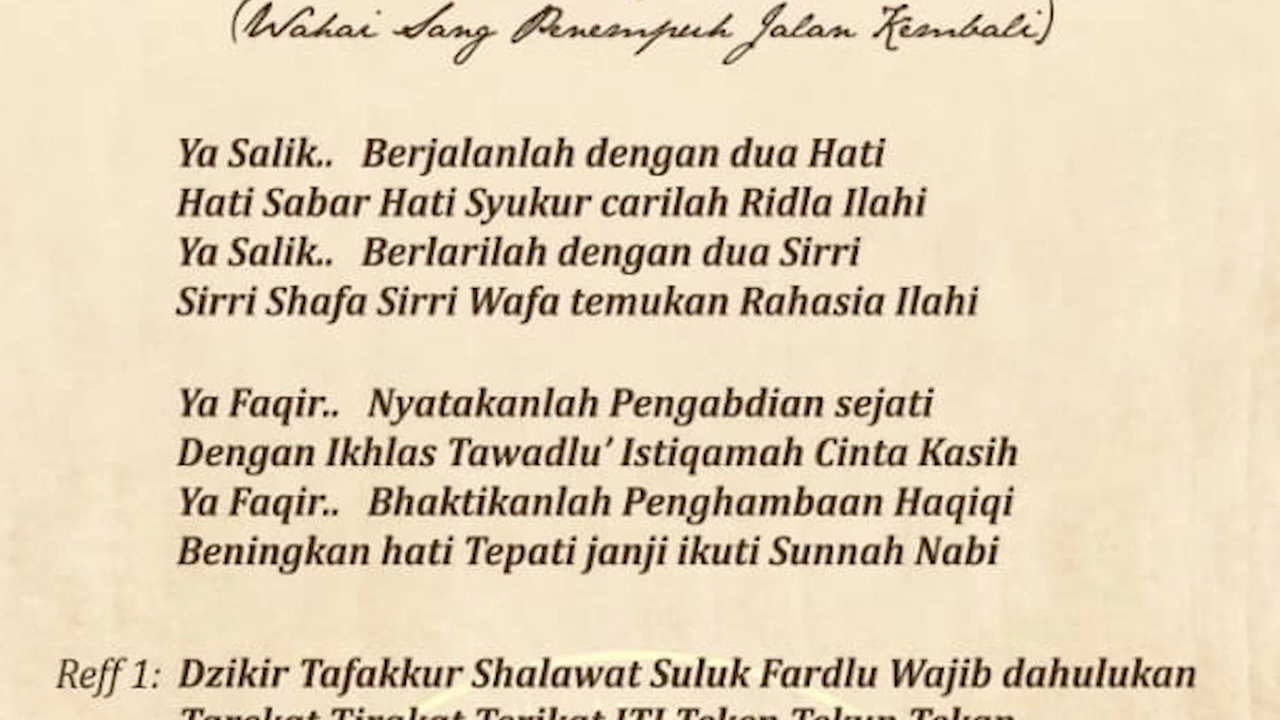 (Wahai Sang Penempuh Jalan Kembali)
Ya Salik.. Berjalanlah dengan dua Hati
Hati Sabar Hati Syukur carilah Ridla Ilahi
Ya Salik.. Berlarilah dengan dua Sirri
Sirri Shafa Sirri Wafa temukan Rahasia Ilahi
Ya Faqir.. Nyatakanlah Pengabdian sejati
Dengan Ikhlas Tawadlu' Istiqamah Cinta Kasih
Ya Faqir.. Bhaktikanlah Penghambaan Haqiqi
Beningkan hati Tepati janji ikuti Sunnah Nabi
Reff 1: Dzikir Tafakkur Shalawat Suluk Fardlu Wajib dahulukan